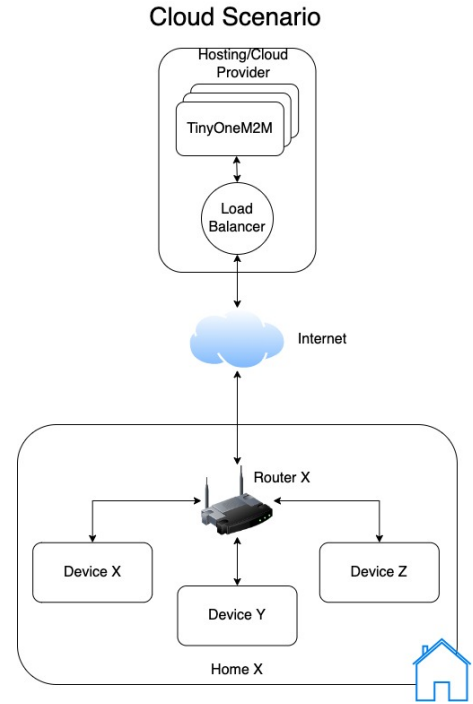 Cloud Scenario
Hosting/Cloud
Provider
TinyOneM2M
Load
Balancer
Internet
Router X
Device X
Device Z
Device Y
Home X